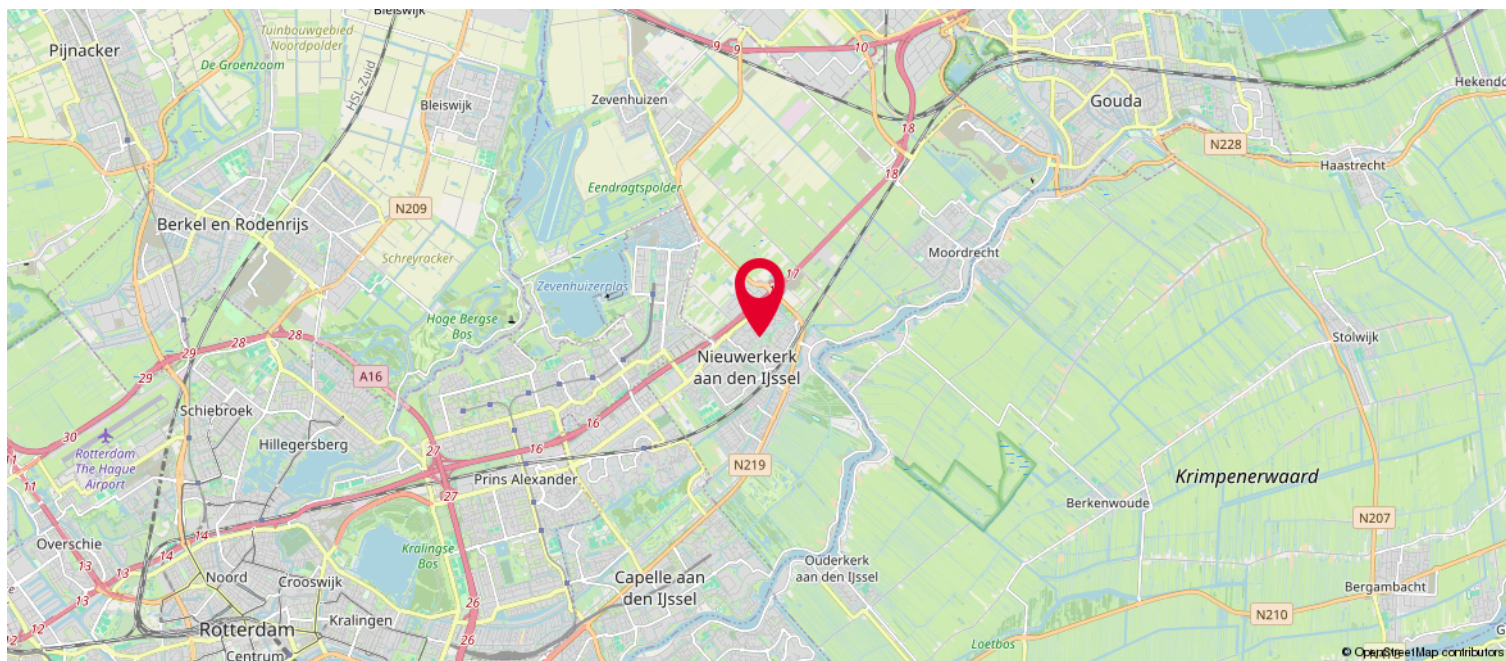 Bleiswijk
Tuinbouwgebied
Noordpolder
Pijnacker
De Groenzoom
HSL-Zuid
Bleiswijk
Zevenhuizen
9
9
10
Gouda
Hekendo
18
N228
Haastrecht
18
Eendragtspolder
N209
Berkel en Rodenrijs
Schreyracker
Moordrecht
17
Zevenhuizerplas
Hoge Bergse
Bos
28
28
29
29
Stolwijk
Nieuwerkerk
aan den IJssel
A16
Schiebroek
Hillegersberg
30
Rotterdam
The Hague
Airport
11
11
16
16
27
27
Prins Alexander
N219
Krimpenerwaard
Berkenwoude
N207
14
14
Overschie
Kralingse
Bos
13
13
Noord
Crooswijk
Ouderkerk
aan den IJssel
Capelle aan
den IJssel
Bergambacht
26
26
N210
12
12
Rotterdam
Kralingen
Centrum
Loetbos
G
© OpenStreetMap contributors